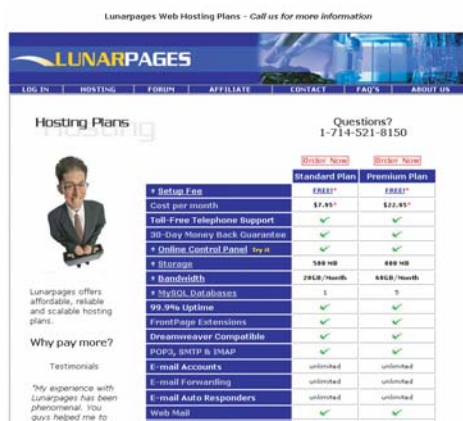 Lunarpages Web Hosting Plans - Call us for more information
LUNARPAGES
LOG IN HOSTING FORUM AFFILIATE CONTACT FAQ'S ABOUT US
Hosting Plans
Hosting
Questions?
1-714-521-8150
Order Now Order Now
Standard Plan Premium Plan
+ Setup Fee FREE!* FREE!*
Cost per month $7.95* $22.95*
Toll-Free Telephone Support
30-Day Money Back Guarantee
+ Online Control Panel Try it
+ Storage 500 MB 800 MB
+ Bandwidth 20GB/Month 60GB/Month
+ MySQL Databases 1 5
99.9% Uptime
FrontPage Extensions
Dreamweaver Compatible
POP3, SMTP & IMAP
E-mail Accounts unlimited unlimited
E-mail Forwarding unlimited unlimited
E-mail Auto Responders unlimited unlimited
Web Mail
Lunarpages offers
affordable, reliable
and scalable hosting
plans.
Why pay more?
Testimonials
"My experience with
Lunarpages has been
phenomenal. You
guys helped me to